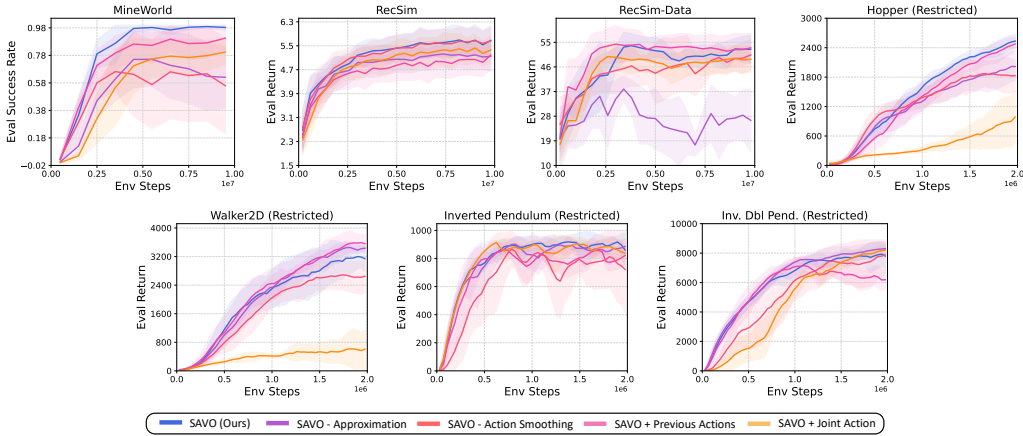 MineWorld
Eval Success Rate
0.98
0.78
0.58
0.38
0.18
−0.02
0.0
0.25
0.5
0.75
1.0
1e7
Env Steps
RecSim
Eval Return
6.3
5.5
4.7
3.9
3.1
2.3
1.5
0.0
0.25
0.5
0.75
1.0
1e7
Env Steps
RecSim-Data
Eval Return
55
46
37
28
19
10
0.0
0.25
0.5
0.75
1.0
1e7
Env Steps
Hopper (Restricted)
Eval Return
3000
2400
1800
1200
600
0
0.0
0.5
1.0
1.5
2.0
1e6
Env Steps
Walker2D (Restricted)
Eval Return
4000
3200
2400
1600
800
0
0.0
0.5
1.0
1.5
2.0
1e6
Env Steps
Inverted Pendulum (Restricted)
Eval Return
1000
800
600
400
200
0
0.0
0.5
1.0
1.5
2.0
1e6
Env Steps
Inv. Dbl Pend. (Restricted)
Eval Return
10000
8000
6000
4000
2000
0
0.0
0.5
1.0
1.5
2.0
1e6
Env Steps
SAVO (Ours) SAVO - Approximation SAVO - Action Smoothing SAVO + Previous Actions SAVO + Joint Action